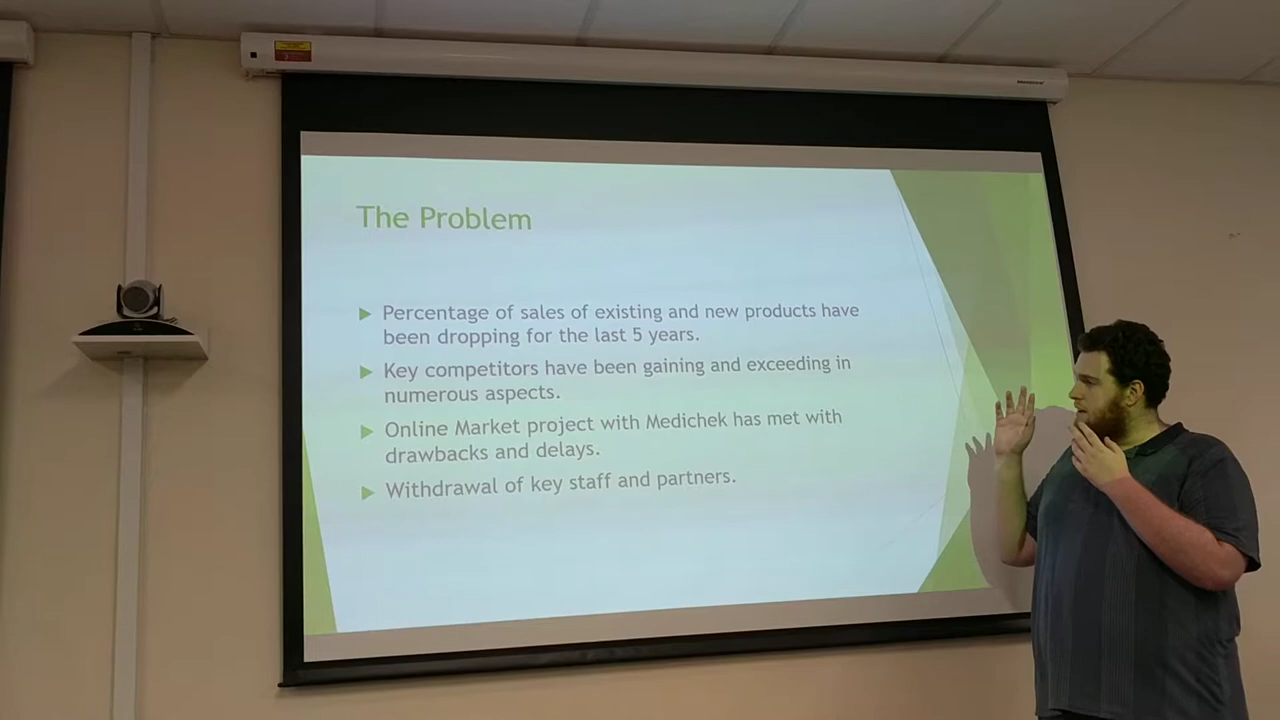 The Problem
Percentage of sales of existing and new products have
been dropping for the last 5 years.
Key competitors have been gaining and exceeding in
numerous aspects.
Online Market project with Medichek has met with
drawbacks and delays.
Withdrawal of key staff and partners.